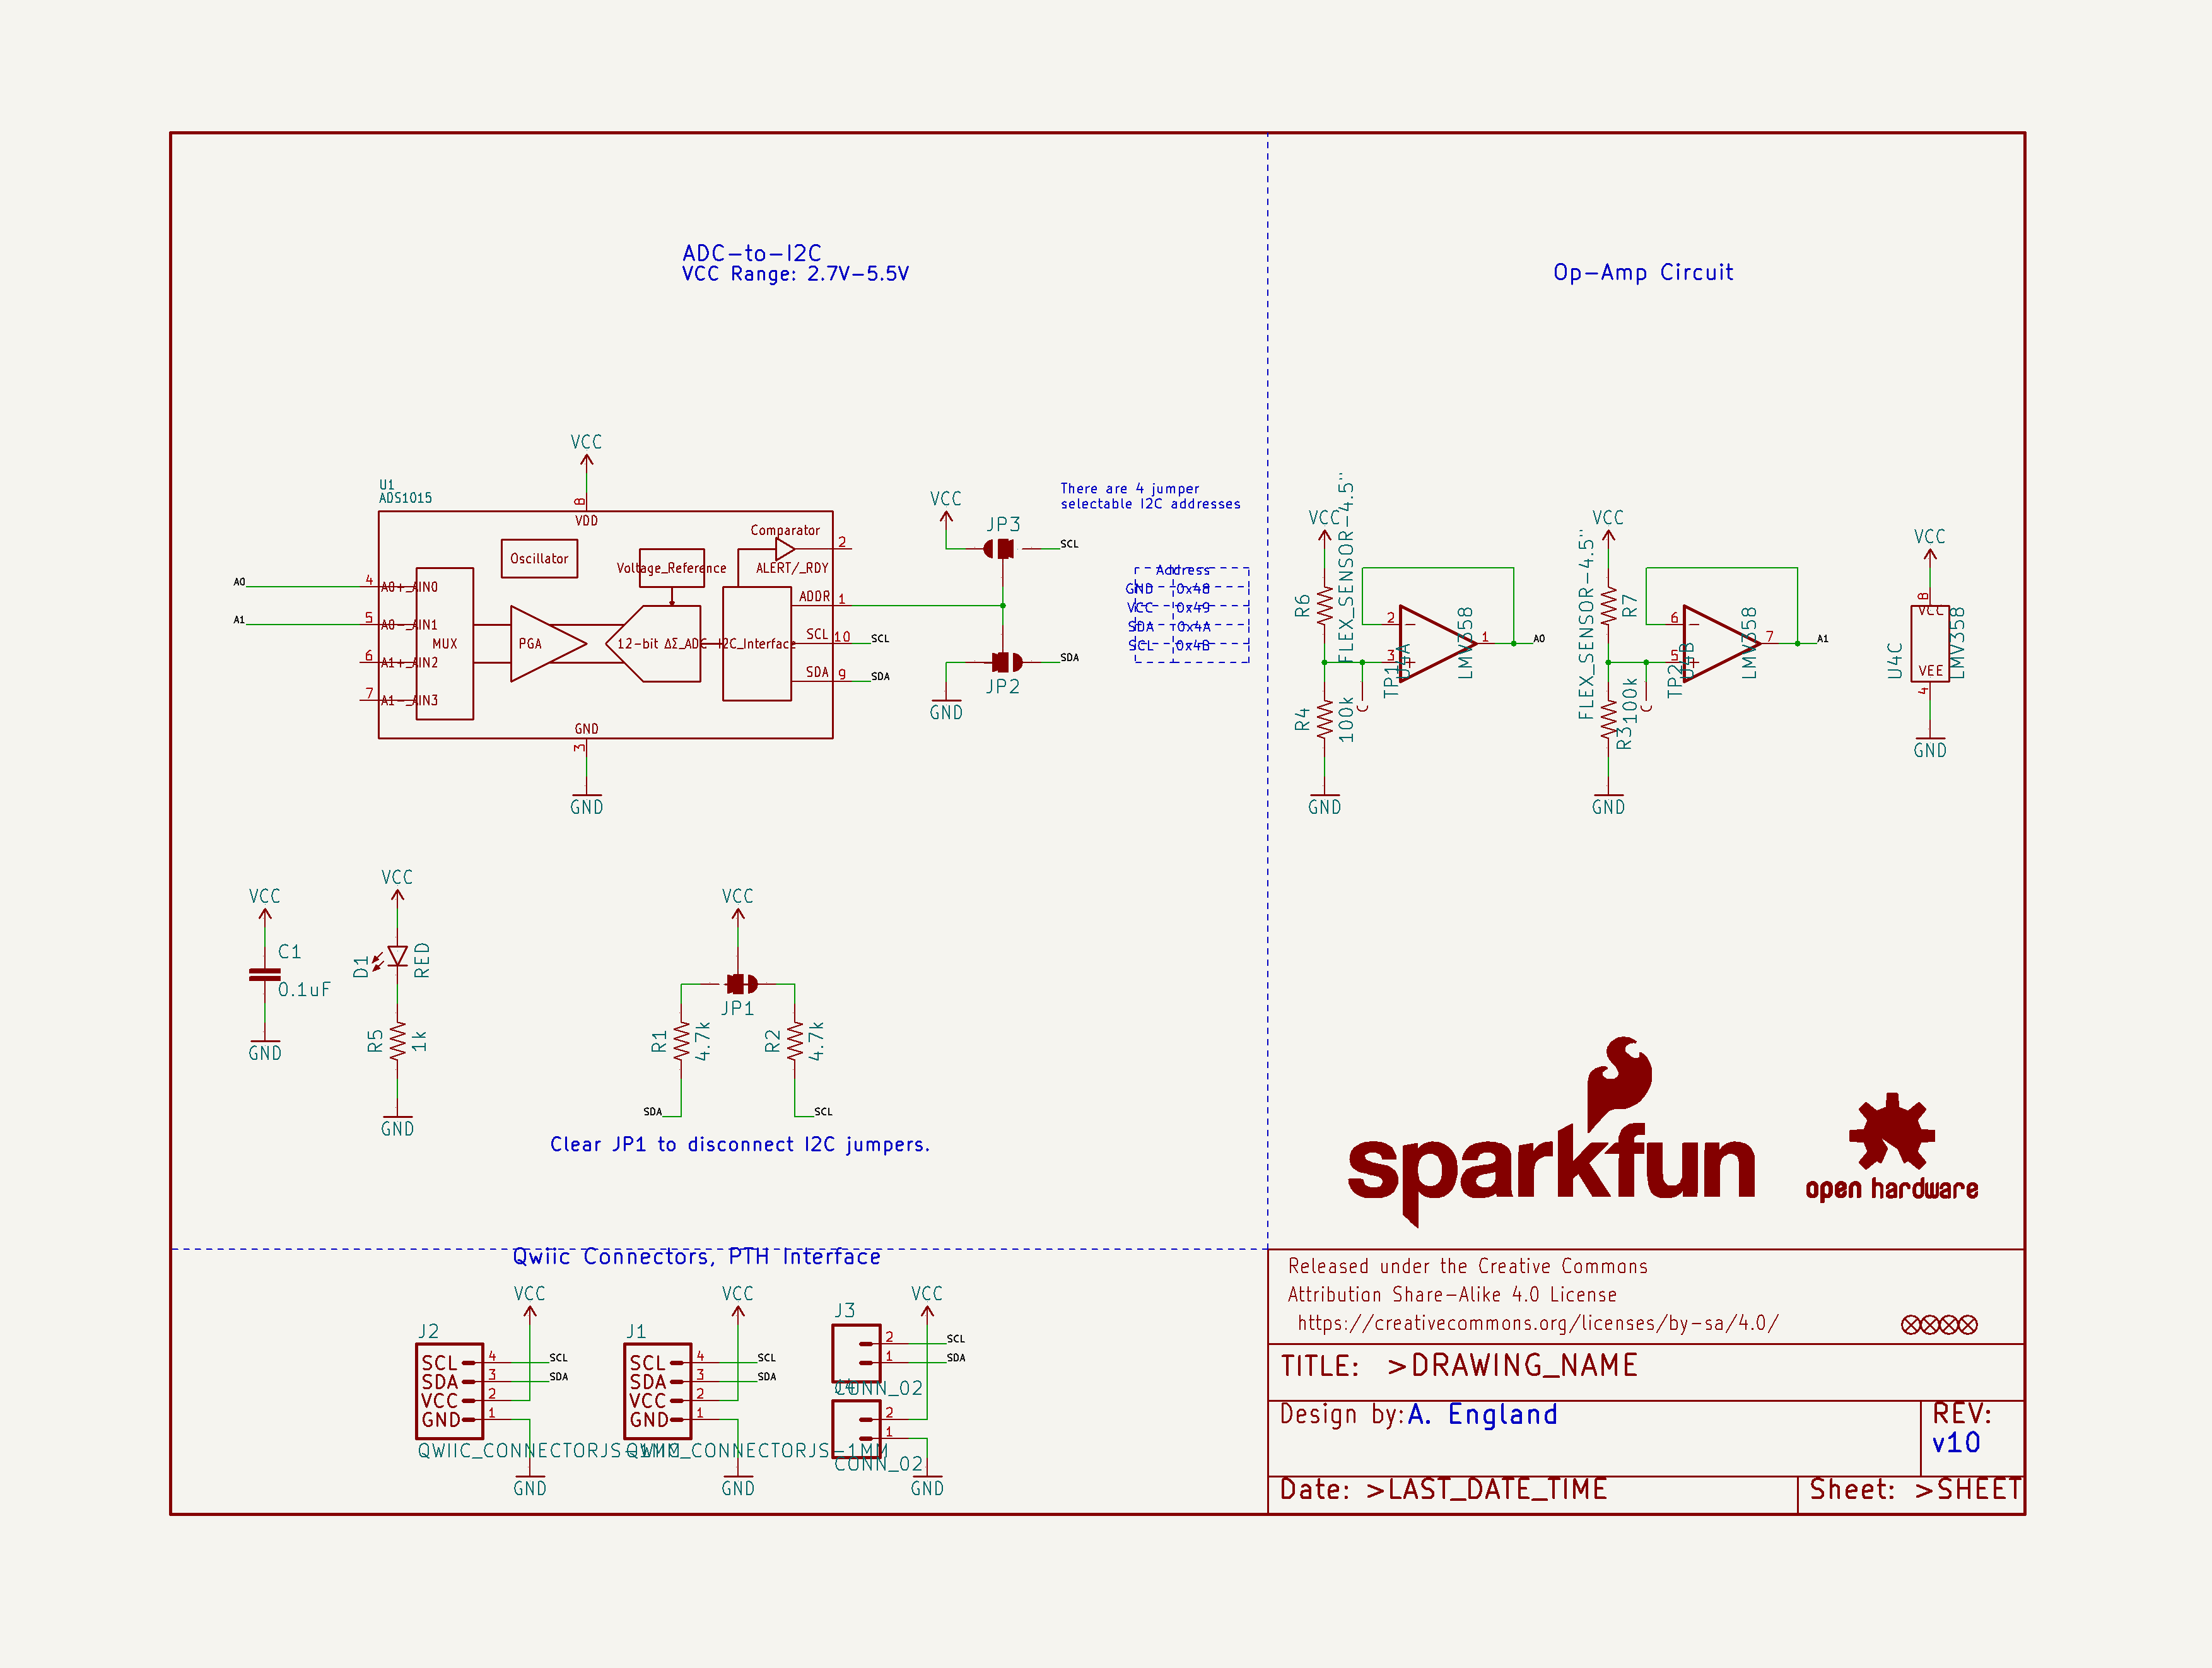 ADC-to-I2C
VCC Range: 2.7V-5.5V
Op-Amp Circuit
VCC
U1
ADS1015
8
VDD
Oscillator
Voltage_Reference
Comparator
2
ALERT/_RDY
A0
4
A0+_AIN0
A1
5
A0-_AIN1
6
A1+_AIN2
7
A1-_AIN3
MUX
PGA
12-bit ΔΣ_ADC
I2C_Interface
ADDR
1
SCL
10
SCL
SDA
9
SDA
GND
3
GND
VCC
JP3
SCL
JP2
SDA
GND
There are 4 jumper
selectable I2C addresses
Address
GND 0x48
VCC 0x49
SDA 0x4A
SCL 0x4B
VCC
R6
FLEX_SENSOR-4.5"
R4
100k
GND
C
TP1
2
3
U4A
LMV358
1
A0
VCC
R7
FLEX_SENSOR-4.5"
R3
100k
GND
C
TP2
6
5
U4B
LMV358
7
A1
VCC
8
VCC
U4C
LMV358
VEE
4
GND
VCC
C1
0.1uF
GND
VCC
D1
RED
R5
1k
GND
VCC
JP1
R1
4.7k
R2
4.7k
SDA
SCL
Clear JP1 to disconnect I2C jumpers.
sparkfun
open hardware
Qwiic Connectors, PTH Interface
VCC
J2
SCL
4
SCL
SDA
3
SDA
VCC
2
GND
1
QWIIC_CONNECTORJS-1MM
GND
VCC
J1
SCL
4
SCL
SDA
3
SDA
VCC
2
GND
1
QWIIC_CONNECTORJS-1MM
GND
VCC
J3
2
SCL
1
SDA
CONN_02
J4
2
1
CONN_02
GND
Released under the Creative Commons
Attribution Share-Alike 4.0 License
https://creativecommons.org/licenses/by-sa/4.0/
TITLE: >DRAWING_NAME
Design by: A. England
REV:
v10
Date: >LAST_DATE_TIME
Sheet: >SHEET